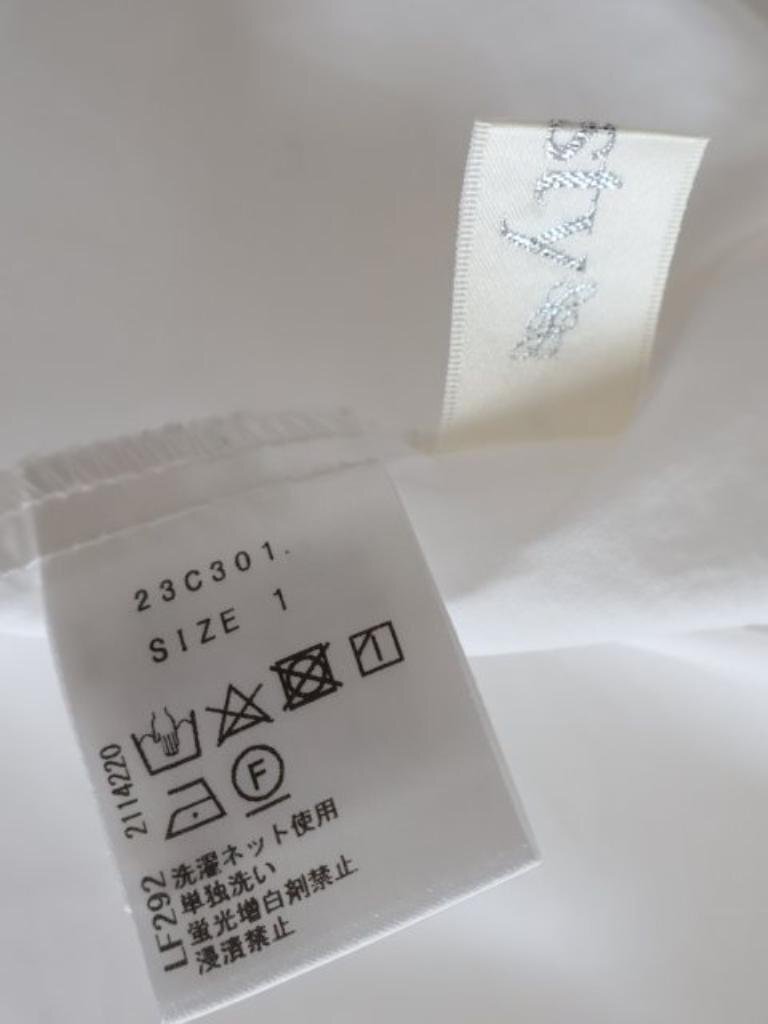 sty
23C301.
SIZE 1
F
2114220
LF292
洗濯ネット使用
単独洗い
蛍光増白剤禁止
浸漬禁止